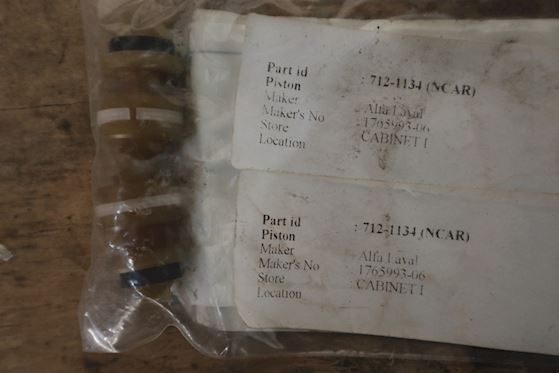 Part id : 712-1134 (NCAR)
Piston
Maker : Alfa Laval
Maker's No : 1765993-06
Store : CABINET I
Location
Part id : 712-1134 (NCAR)
Piston
Maker : Alfa Laval
Maker's No : 1765993-06
Store : CABINET I
Location